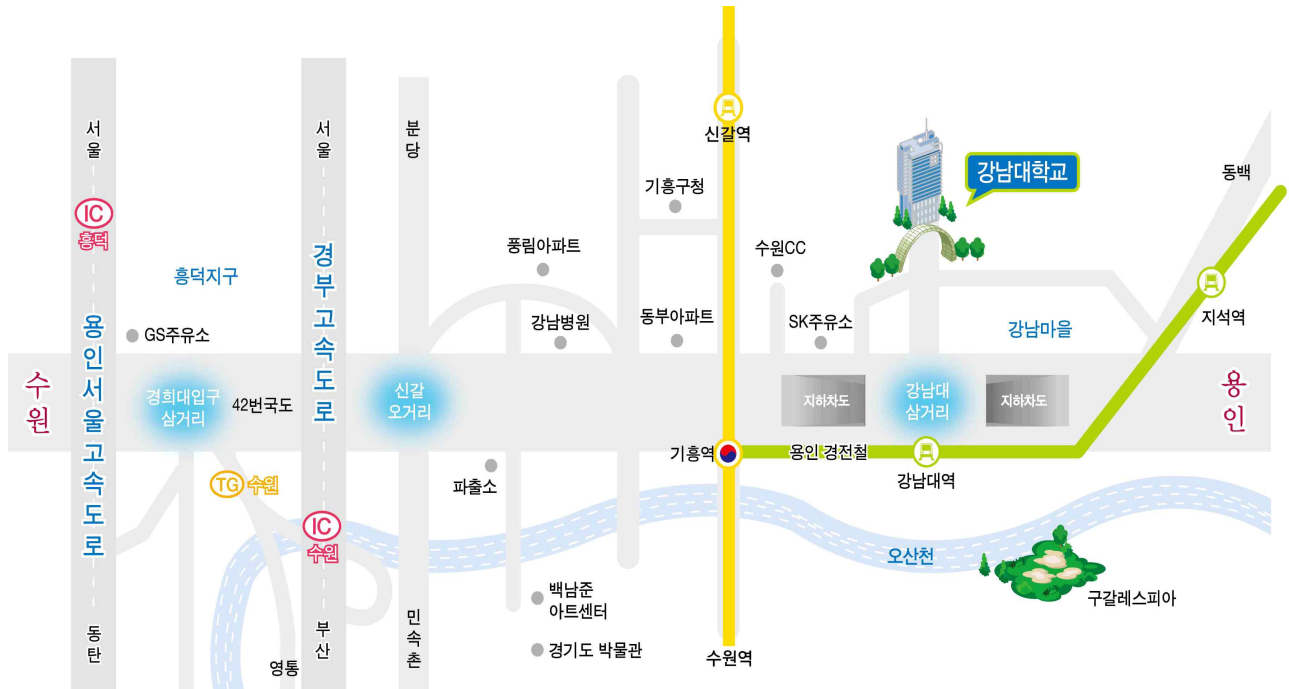 서울
서울
분당
신갈역
강남대학교
동백
기흥구청
IC
흥덕
풍림아파트
수원CC
흥덕지구
경부고속도로
강남병원
동부아파트
SK주유소
강남마을
지석역
GS주유소
용인서울고속도로
수원
경희대입구
삼거리
42번국도
신갈
오거리
지하차도
강남대
삼거리
지하차도
용인
기흥역
용인 경전철
강남대역
TG 수원
파출소
IC
수원
오산천
구갈레스피아
백남준
아트센터
경기도 박물관
동탄
영통
부산
민속촌
수원역